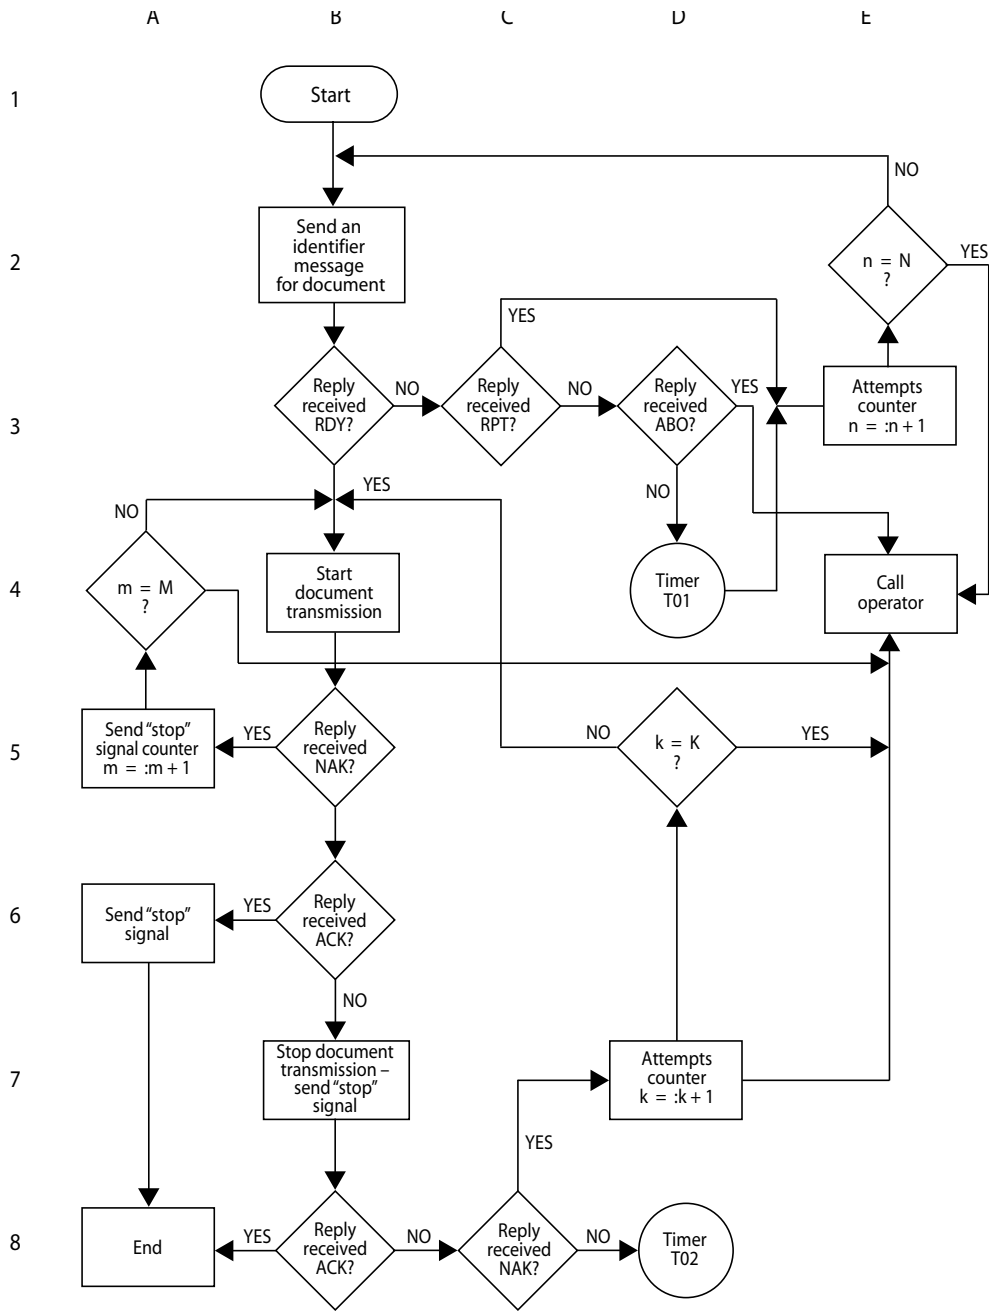 A B C D E
1
Start
NO
2
Send an
identifier
message
for document
n = N
?
YES
YES
3
Reply
received
RDY?
NO
Reply
received
RPT?
NO
Reply
received
ABO?
YES
Attempts
counter
n = :n + 1
NO
YES
NO
4
m = M
?
Start
document
transmission
Timer
T01
Call
operator
5
Send “stop”
signal counter
m = :m + 1
YES
Reply
received
NAK?
NO
k = K
?
YES
6
Send “stop”
signal
YES
Reply
received
ACK?
NO
7
Stop document
transmission –
send “stop”
signal
Attempts
counter
k = :k + 1
YES
8
End
YES
Reply
received
ACK?
NO
Reply
received
NAK?
NO
Timer
T02